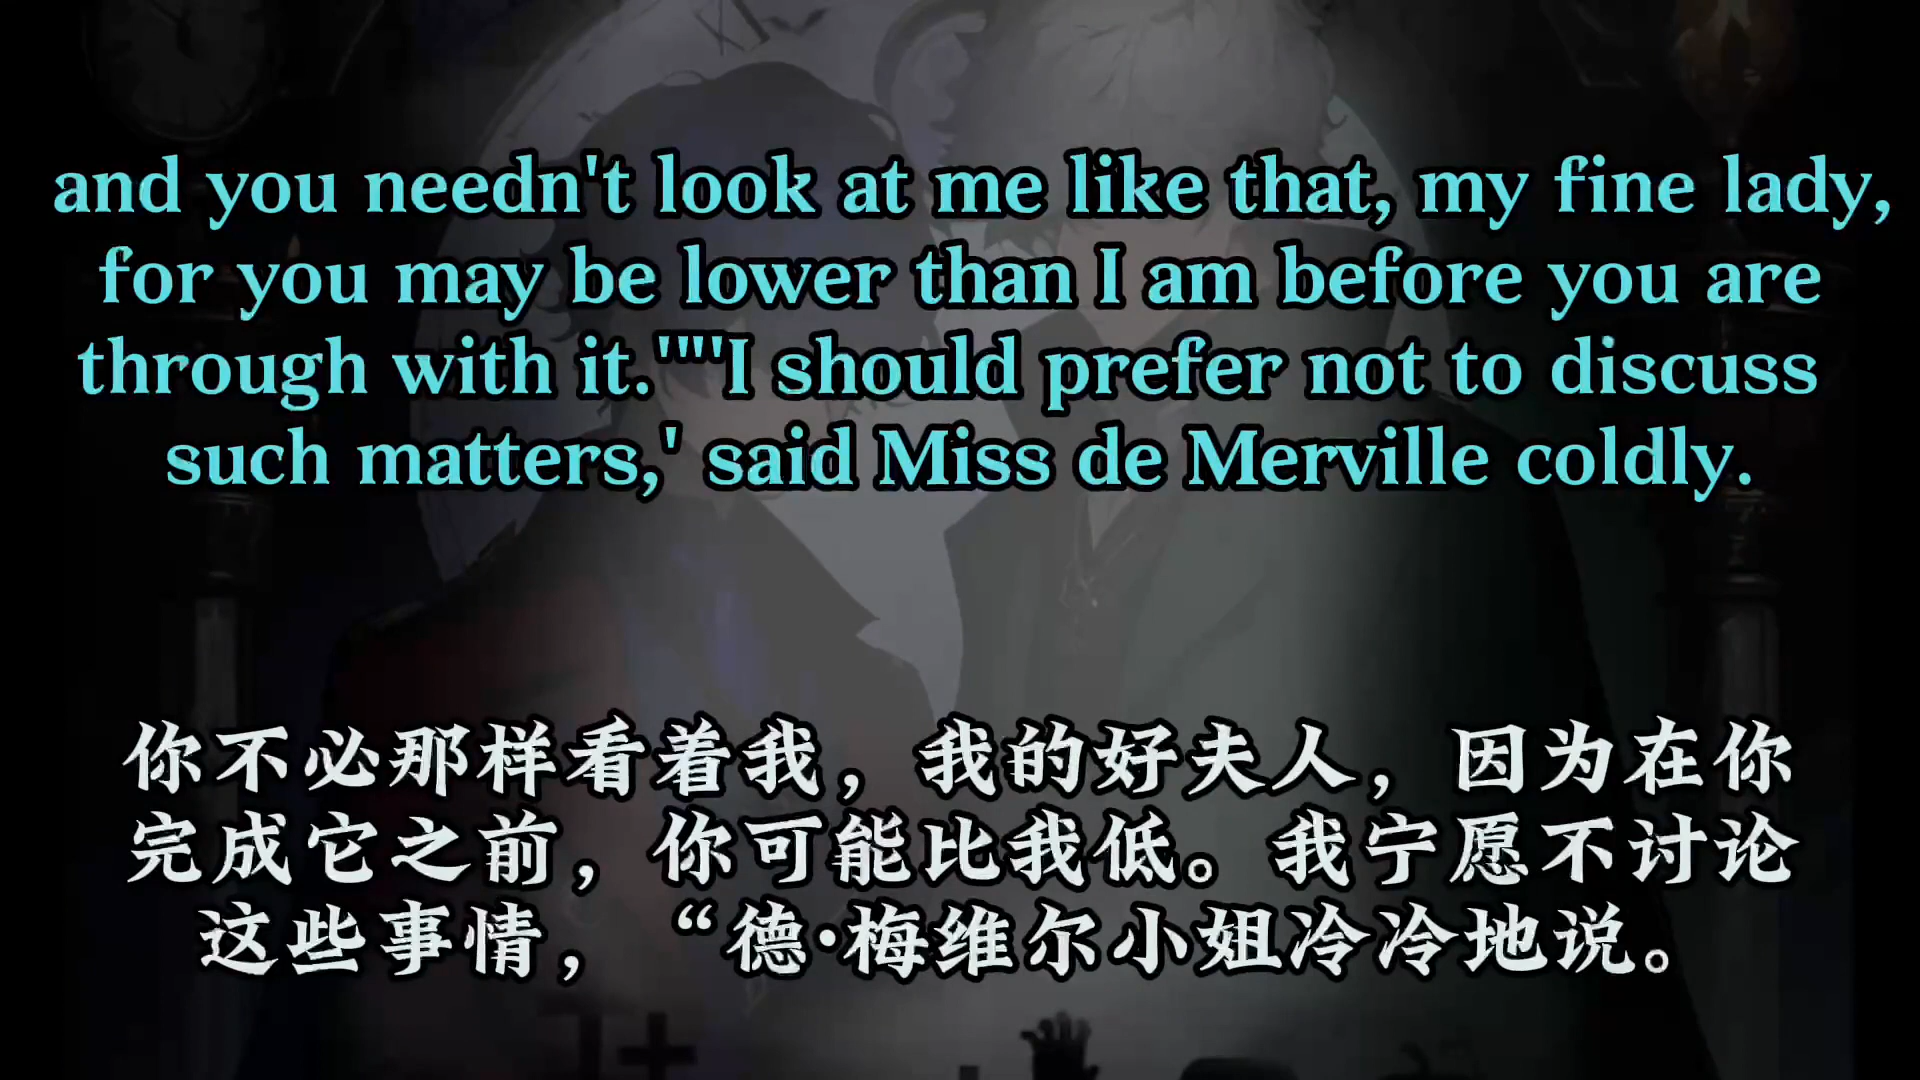 and you needn't look at me like that, my fine lady,
for you may be lower than I am before you are
through with it.'""'I should prefer not to discuss
such matters,' said Miss de Merville coldly.
你不必那样看着我，我的好夫人，因为在你
完成它之前，你可能比我低。我宁愿不讨论
这些事情，“德·梅维尔小姐冷冷地说。